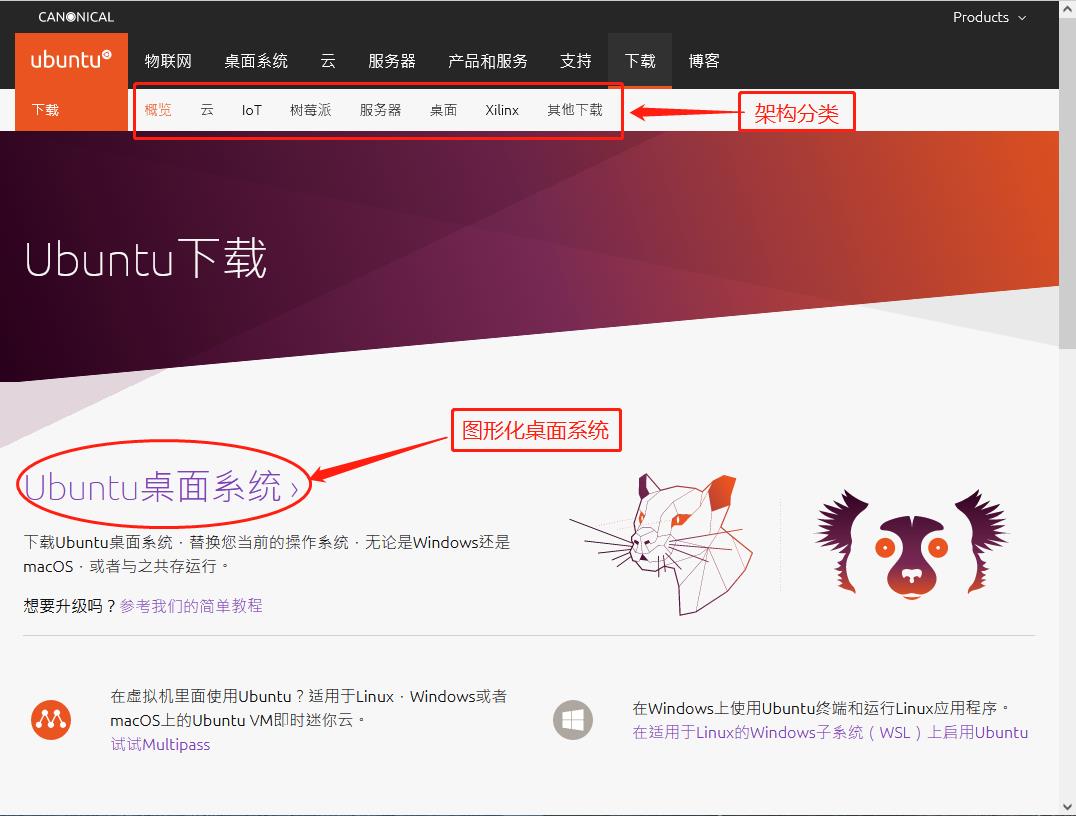 CANONICAL
Products
ubuntu
物联网 桌面系统 云 服务器 产品和服务 支持 下载 博客
下载
概览 云 IoT 树莓派 服务器 桌面 Xilinx 其他下载
架构分类
Ubuntu下载
图形化桌面系统
Ubuntu桌面系统 ›
下载Ubuntu桌面系统,替换您当前的操作系统,无论是Windows还是
macOS,或者与之共存运行。
想要升级吗?参考我们的简单教程
在虚拟机里面使用Ubuntu?适用于Linux,Windows或者
macOS上的Ubuntu VM即时迷你云。
试试Multipass
在Windows上使用Ubuntu终端和运行Linux应用程序。
在适用于Linux的Windows子系统(WSL)上启用Ubuntu